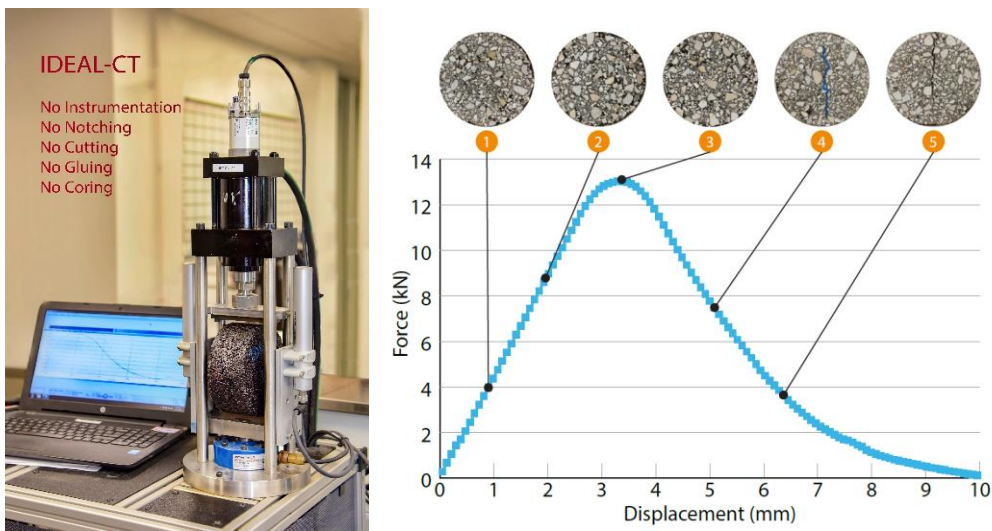 IDEAL-CT
No Instrumentation
No Notching
No Cutting
No Gluing
No Coring
1
2
3
4
5
14
12
10
8
6
4
2
0
Force (kN)
0 1 2 3 4 5 6 7 8 9 10
Displacement (mm)